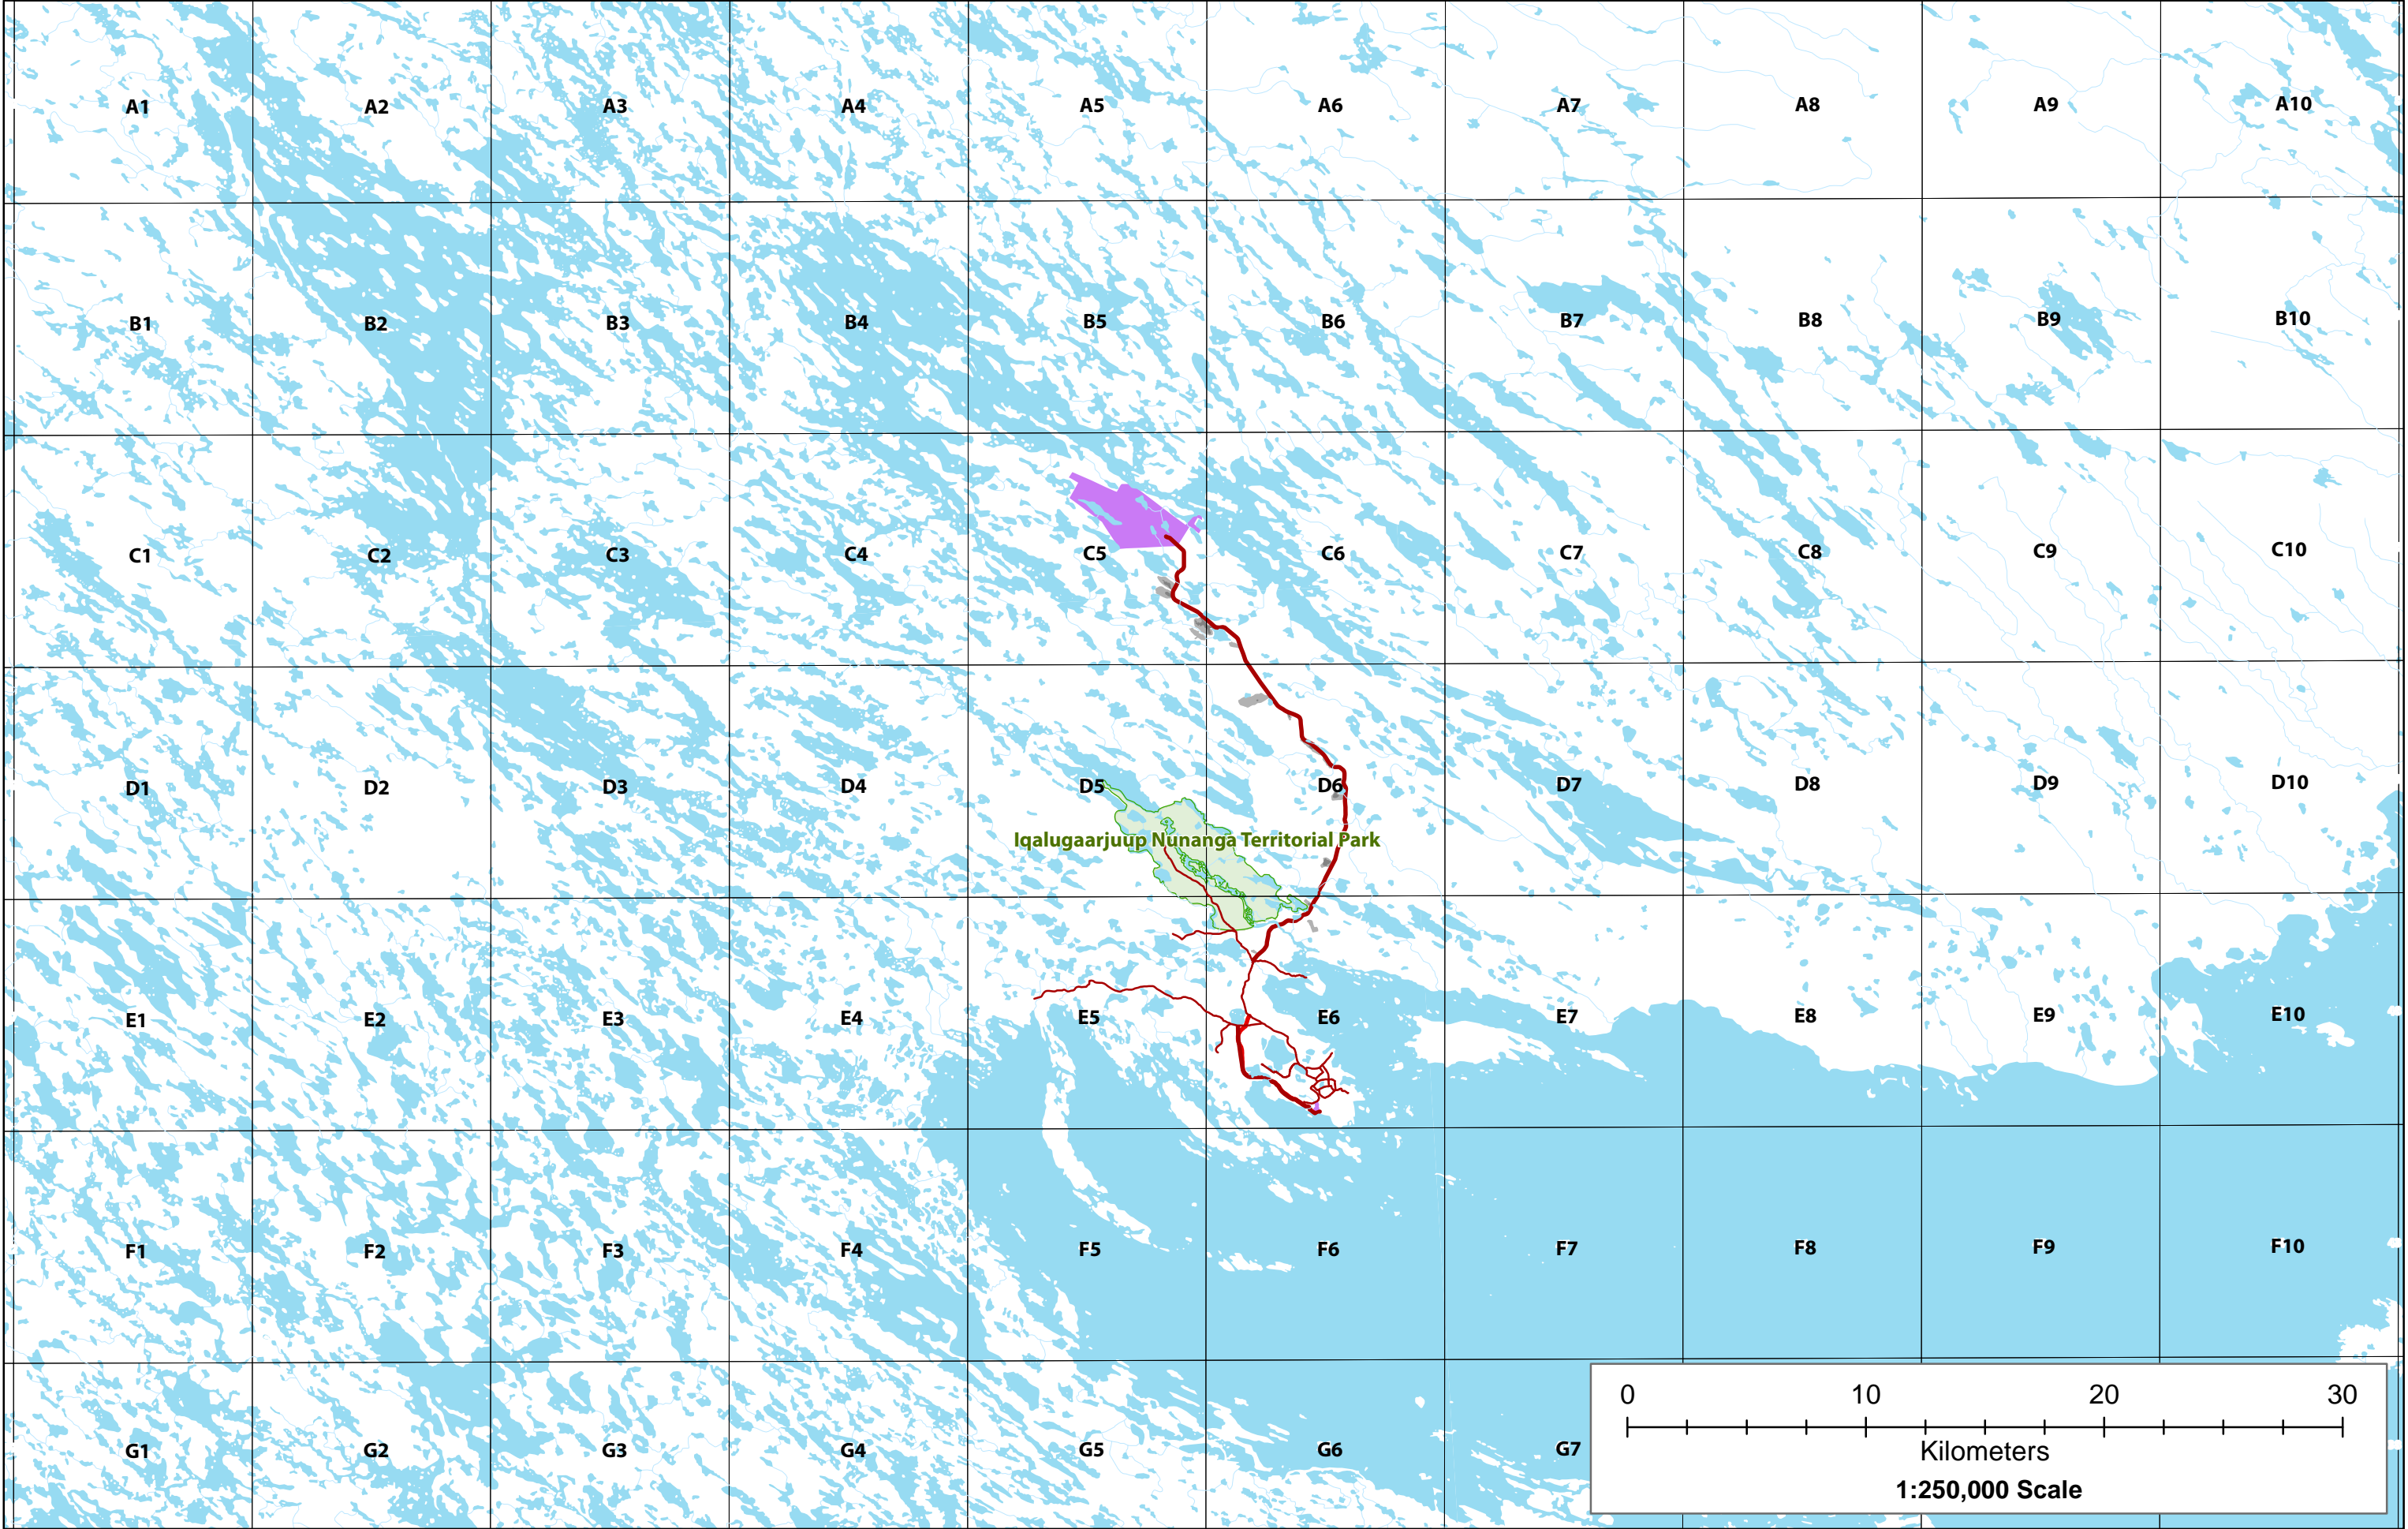 A1 A2 A3 A4 A5 A6 A7 A8 A9 A10
B1 B2 B3 B4 B5 B6 B7 B8 B9 B10
C1 C2 C3 C4 C5 C6 C7 C8 C9 C10
D1 D2 D3 D4 D5 D6 D7 D8 D9 D10
Iqalugaarjuup Nunanga Territorial Park
E1 E2 E3 E4 E5 E6 E7 E8 E9 E10
F1 F2 F3 F4 F5 F6 F7 F8 F9 F10
G1 G2 G3 G4 G5 G6 G7
0 10 20 30
Kilometers
1:250,000 Scale